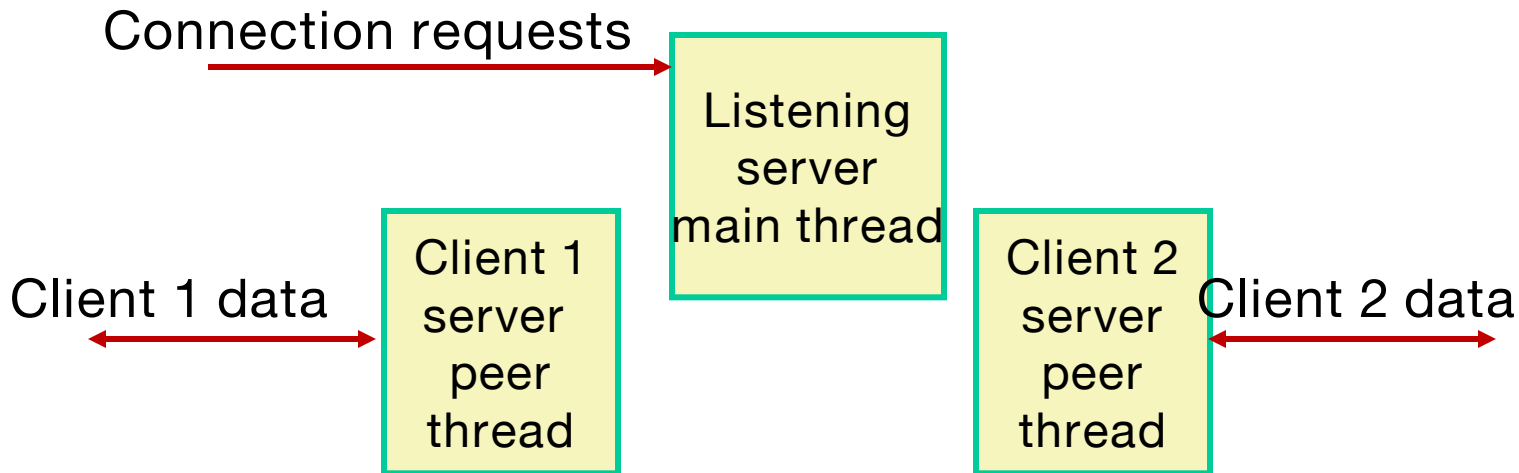 Connection requests
Listening
server
main thread
Client 1 data
Client 1
server
peer
thread
Client 2
server
peer
thread
Client 2 data